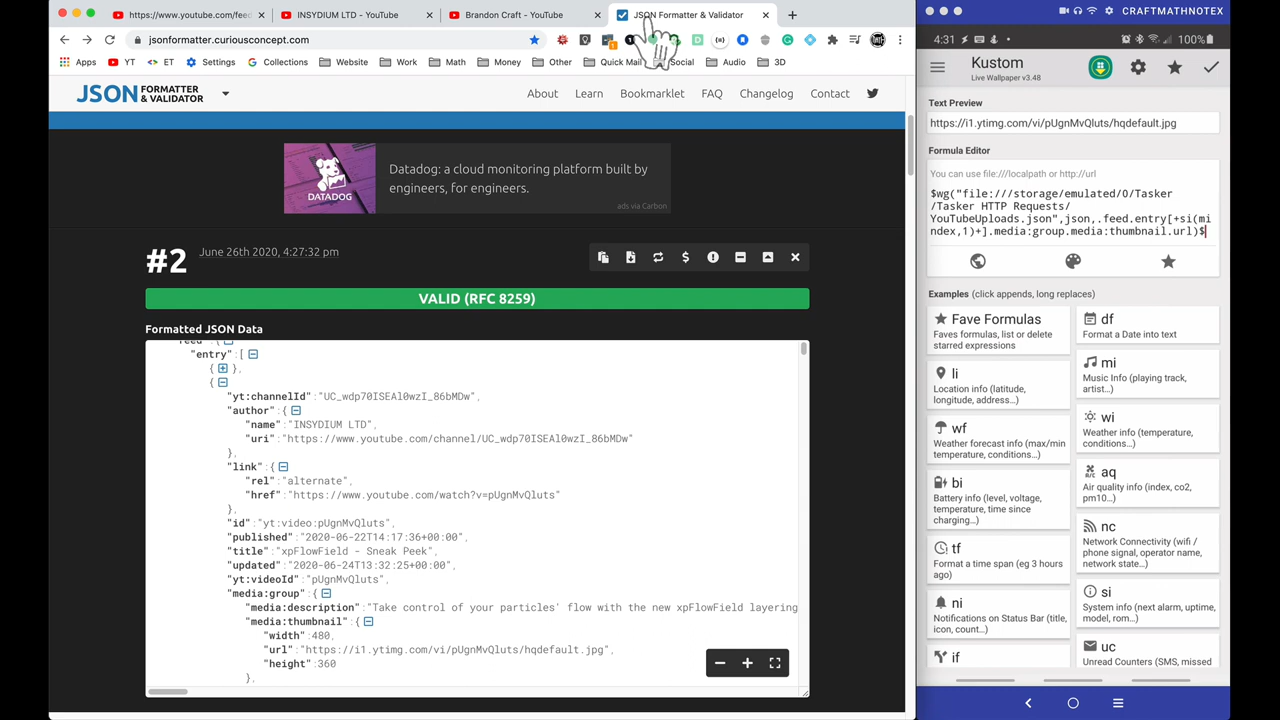 https://www.youtube.com/feed
INSYDIUM LTD - YouTube
Brandon Craft - YouTube
JSON Formatter & Validator
jsonformatter.curiousconcept.com
Apps
YT
ET
Settings
Collections
Website
Work
Math
Money
Other
Quick Mail
Social
Audio
3D
JSON FORMATTER & VALIDATOR
About
Learn
Bookmarklet
FAQ
Changelog
Contact
DATADOG
Datadog: a cloud monitoring platform built by
engineers, for engineers.
ads via Carbon
#2
June 26th 2020, 4:27:32 pm
VALID (RFC 8259)
Formatted JSON Data
"entry":[
{ },
{
"yt:channelId":"UC_wdp70ISEAl0wzI_86bMDw",
"author":{
"name":"INSYDIUM LTD",
"uri":"https://www.youtube.com/channel/UC_wdp70ISEAl0wzI_86bMDw"
},
"link":{
"rel":"alternate",
"href":"https://www.youtube.com/watch?v=pUgnMvQluts"
},
"id":"yt:video:pUgnMvQluts",
"published":"2020-06-22T14:17:36+00:00",
"title":"xpFlowField - Sneak Peek",
"updated":"2020-06-24T13:32:25+00:00",
"yt:videoId":"pUgnMvQluts",
"media:group":{
"media:description":"Take control of your particles' flow with the new xpFlowField layering
"media:thumbnail":{
"width":480,
"url":"https://i1.ytimg.com/vi/pUgnMvQluts/hqdefault.jpg",
"height":360
},
CRAFTMATHNOTEX
4:31
100%
Kustom
Live Wallpaper v3.48
Text Preview
https://i1.ytimg.com/vi/pUgnMvQluts/hqdefault.jpg
Formula Editor
You can use file:///localpath or http://url
$wg("file:///storage/emulated/0/Tasker
/Tasker HTTP Requests/
YouTubeUploads.json",json,.feed.entry[+si(mi
ndex,1)+].media:group.media:thumbnail.url)$
Examples (click appends, long replaces)
Fave Formulas
Faves formulas, list or delete
starred expressions
df
Format a Date into text
li
Location info (latitude,
longitude, address...)
mi
Music Info (playing track,
artist...)
wf
Weather forecast info (max/min
temperature, conditions...)
wi
Weather info (temperature,
conditions...)
bi
Battery info (level, voltage,
temperature, time since
charging...)
aq
Air quality info (index, co2,
pm10...)
tf
Format a time span (eg 3 hours
ago)
nc
Network Connectivity (wifi /
phone signal, operator name,
network state...)
ni
Notifications on Status Bar (title,
icon, count...)
si
System info (next alarm, uptime,
model, rom...)
if
uc
Unread Counters (SMS, missed